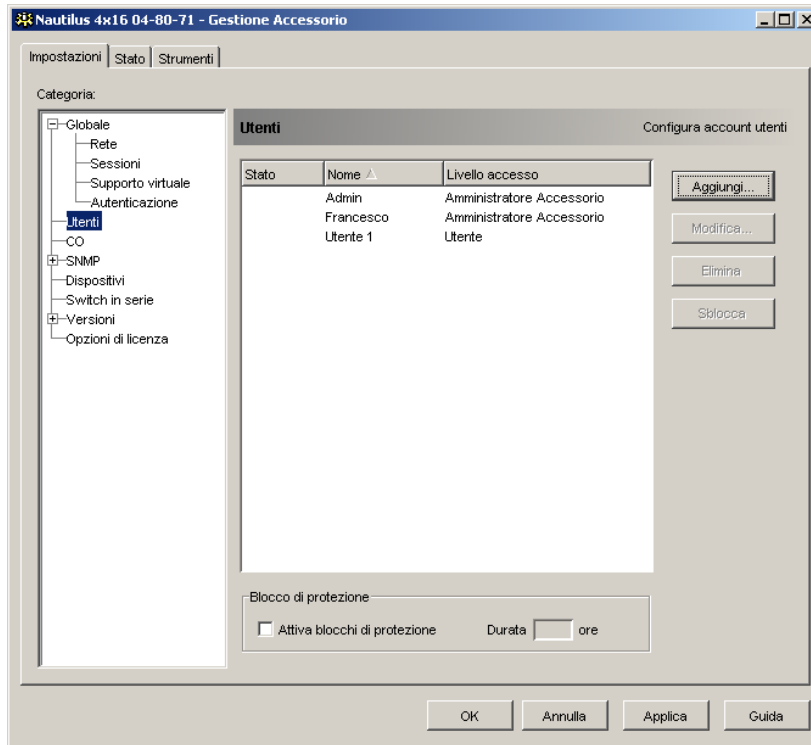 Nautilus 4x16 04-80-71 - Gestione Accessorio
Impostazioni Stato Strumenti
Categoria:
Globale
Rete
Sessioni
Supporto virtuale
Autenticazione
Utenti
CO
SNMP
Dispositivi
Switch in serie
Versioni
Opzioni di licenza
Utenti Configura account utenti
Stato Nome Livello accesso
Admin Amministratore Accessorio
Francesco Amministratore Accessorio
Utente 1 Utente
Aggiungi...
Modifica...
Elimina
Sblocca
Blocco di protezione
Attiva blocchi di protezione Durata ore
OK Annulla Applica Guida